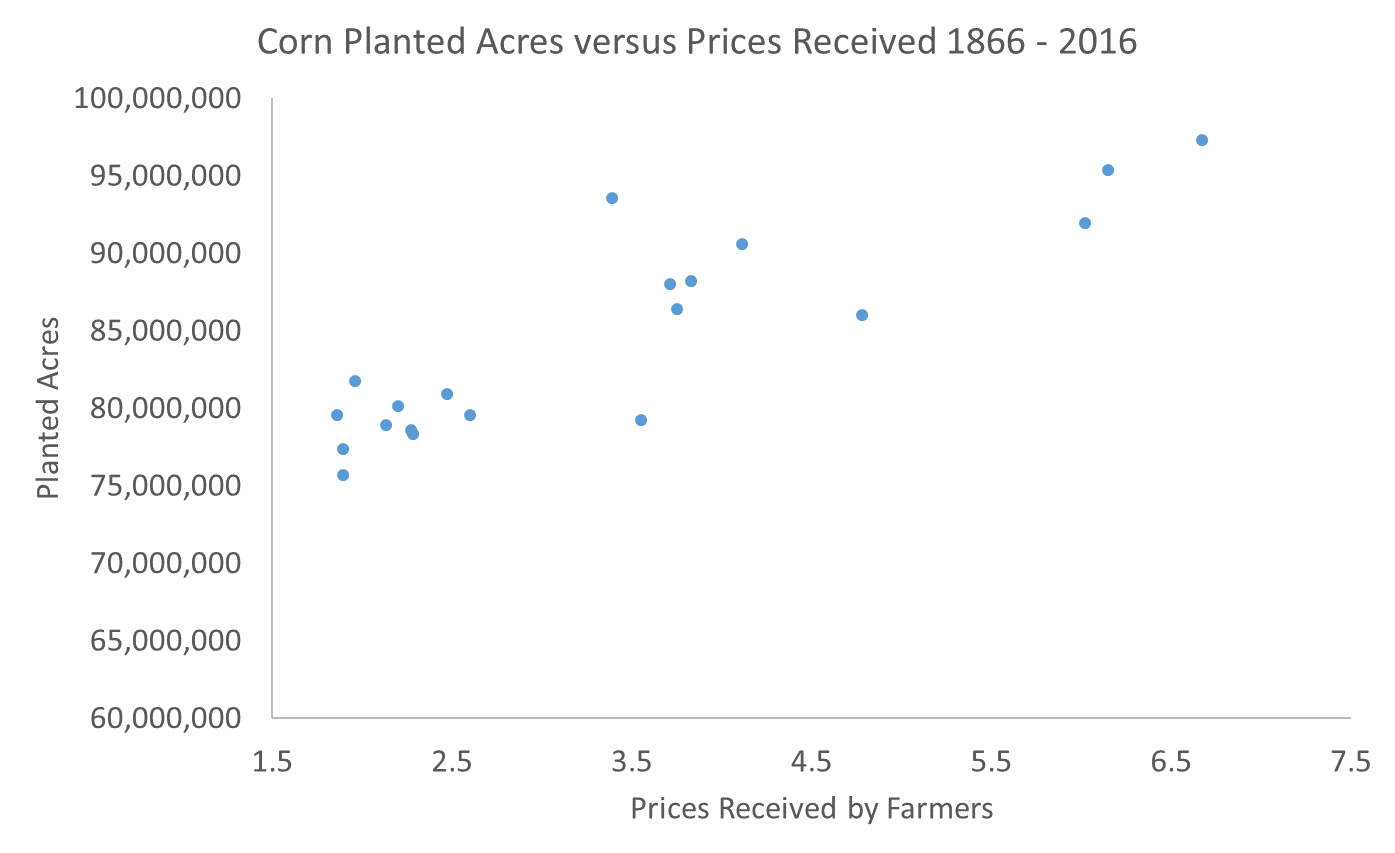 Corn Planted Acres versus Prices Received 1866 - 2016
100,000,000
95,000,000
90,000,000
85,000,000
80,000,000
75,000,000
70,000,000
65,000,000
60,000,000
Planted Acres
1.5 2.5 3.5 4.5 5.5 6.5 7.5
Prices Received by Farmers